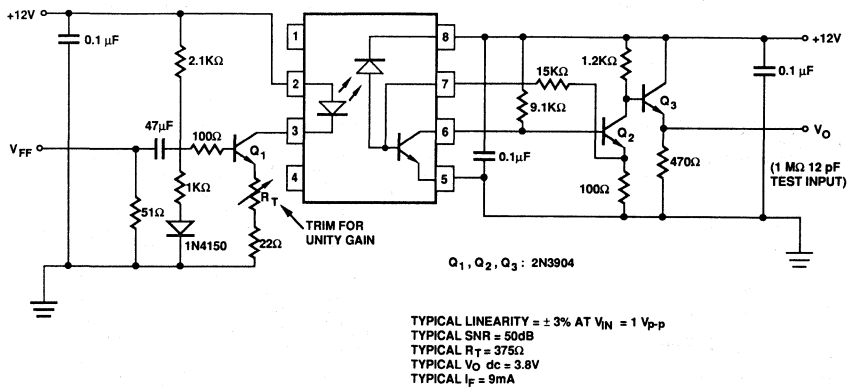 +12V
0.1 µF
2.1KΩ
47µF
100Ω
V_FF
Q1
1KΩ
51Ω
1N4150
R_T
22Ω
TRIM FOR
UNITY GAIN
1
2
3
4
8
7
6
5
15KΩ
9.1KΩ
0.1µF
1.2KΩ
Q2
Q3
100Ω
470Ω
+12V
0.1 µF
V_O
(1 MΩ 12 pF
TEST INPUT)
Q1 , Q2 , Q3 : 2N3904
TYPICAL LINEARITY = ± 3% AT V_IN = 1 V_P-P
TYPICAL SNR = 50dB
TYPICAL R_T = 375Ω
TYPICAL V_O dc = 3.8V
TYPICAL I_F = 9mA